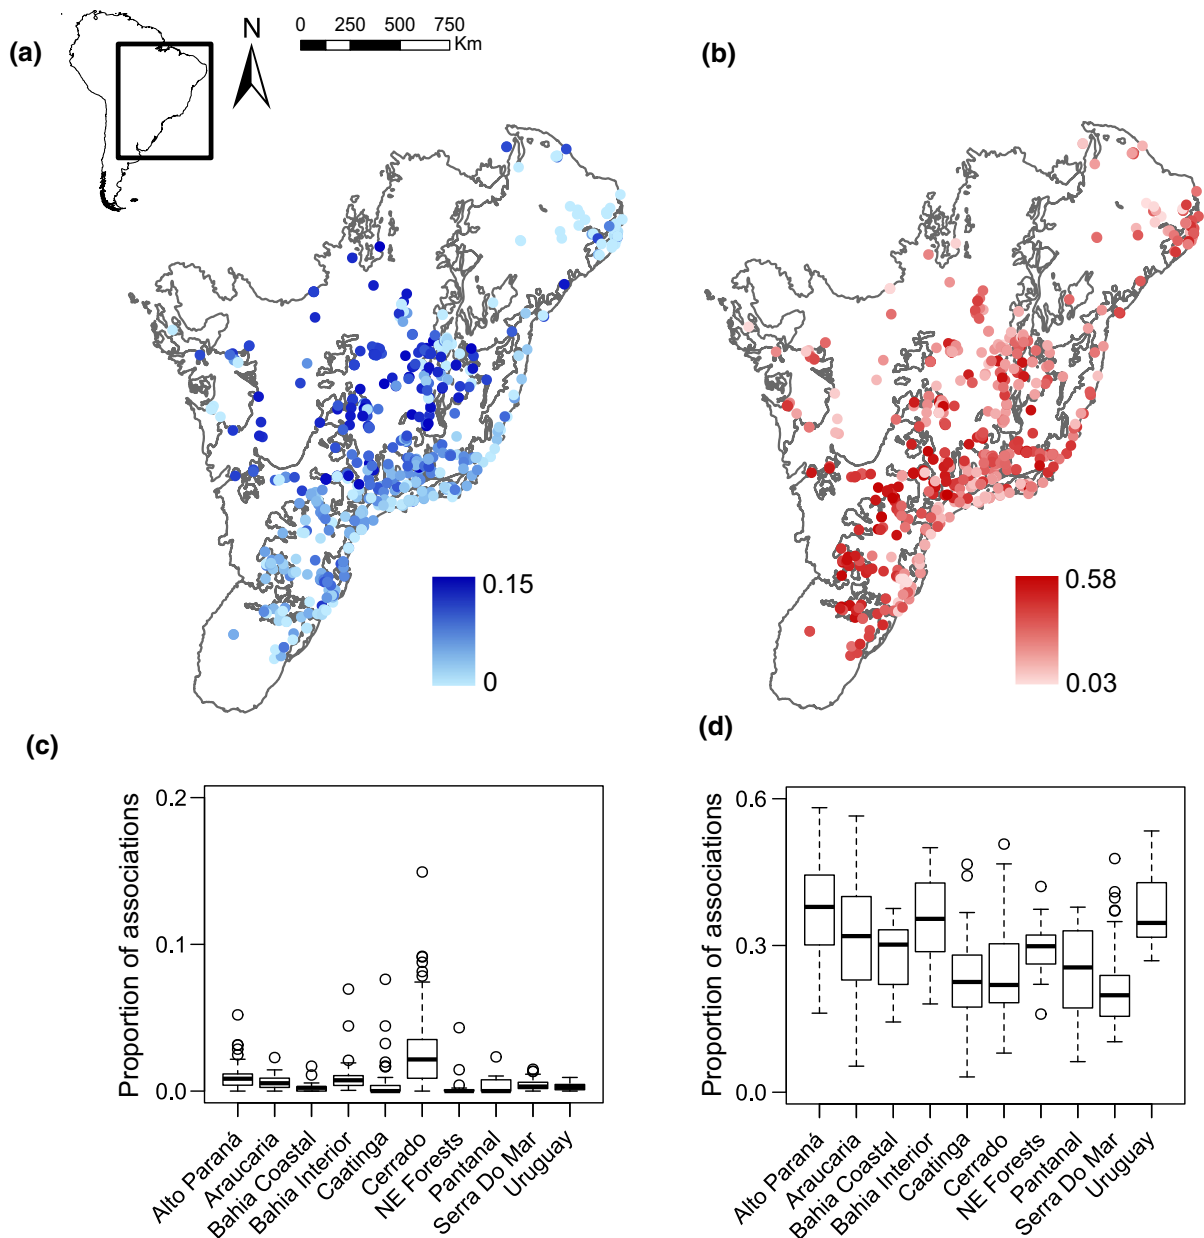 (a)
N
0 250 500 750
Km
(b)
0.15
0
0.58
0.03
(c)
Proportion of associations
0.2
0.1
0.0
Alto Paraná
Araucaria
Bahia Coastal
Bahia Interior
Caatinga
Cerrado
NE Forests
Pantanal
Serra Do Mar
Uruguay
(d)
Proportion of associations
0.6
0.3
0.0
Alto Paraná
Araucaria
Bahia Coastal
Bahia Interior
Caatinga
Cerrado
NE Forests
Pantanal
Serra Do Mar
Uruguay